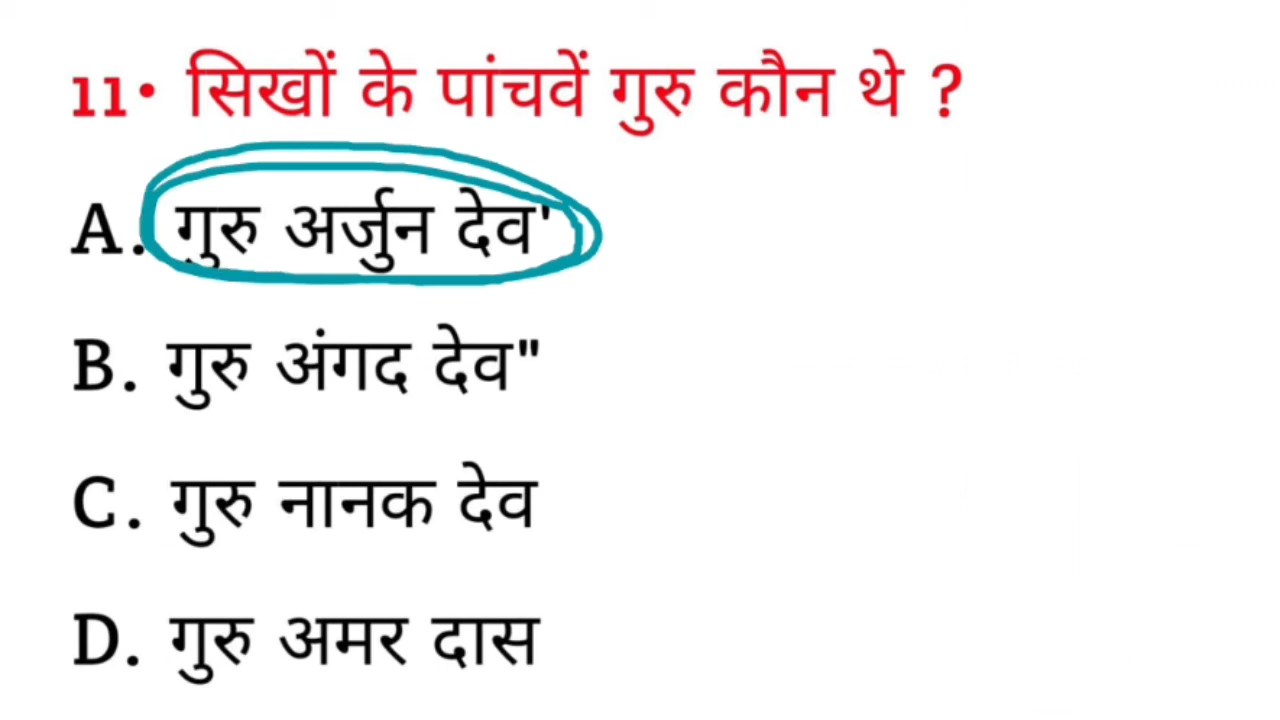 11• सिखों के पांचवें गुरु कौन थे ?
A. गुरु अर्जुन देव'
B. गुरु अंगद देव"
C. गुरु नानक देव
D. गुरु अमर दास